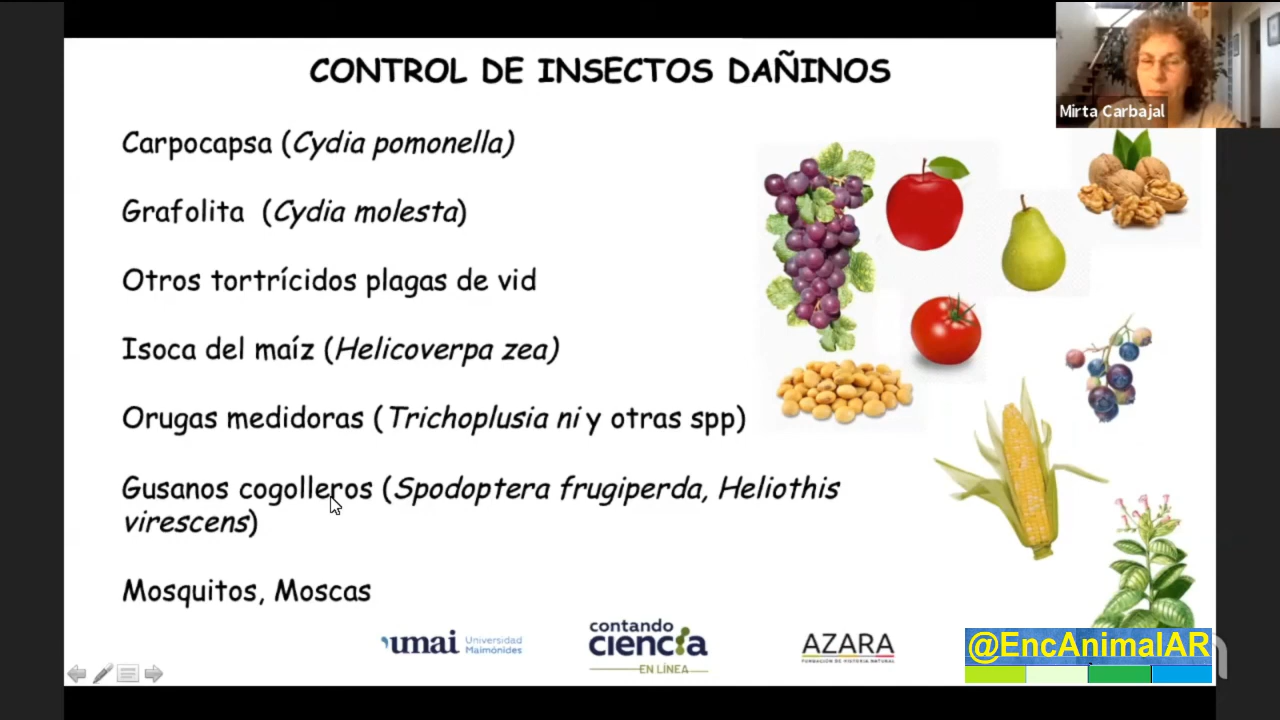 CONTROL DE INSECTOS DAÑINOS
Mirta Carbajal
Carpocapsa (Cydia pomonella)
Grafolita (Cydia molesta)
Otros tortrícidos plagas de vid
Isoca del maíz (Helicoverpa zea)
Orugas medidoras (Trichoplusia ni y otras spp)
Gusanos cogolleros (Spodoptera frugiperda, Heliothis
virescens)
Mosquitos, Moscas
umai Universidad
Maimónides
contando
ciencia
EN LÍNEA
AZARA
FUNDACIÓN DE HISTORIA NATURAL
@EncAnimalAR